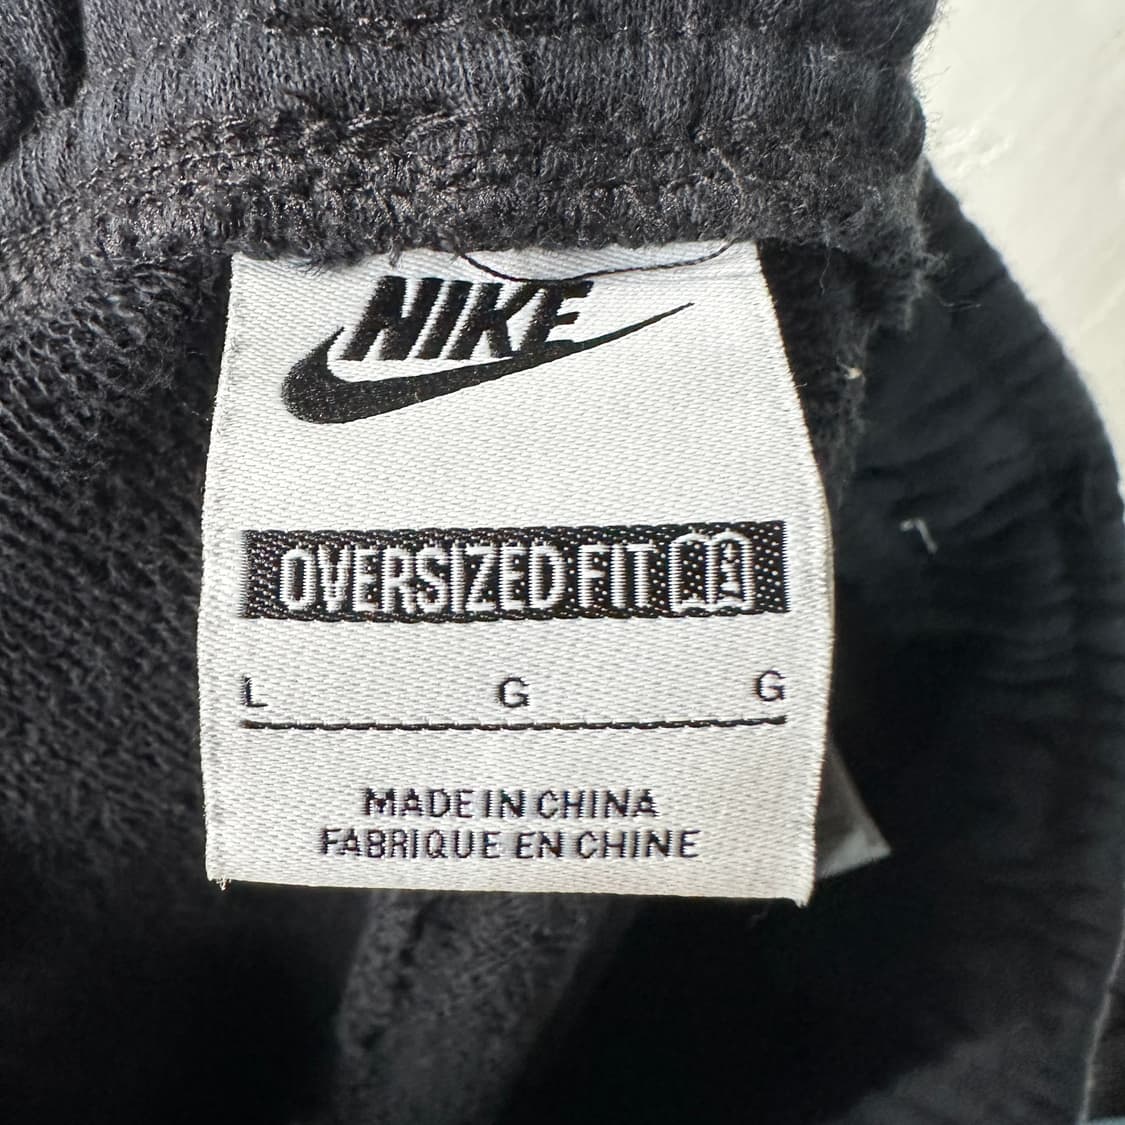 NIKE
OVERSIZED FIT
L G G
MADE IN CHINA
FABRIQUE EN CHINE